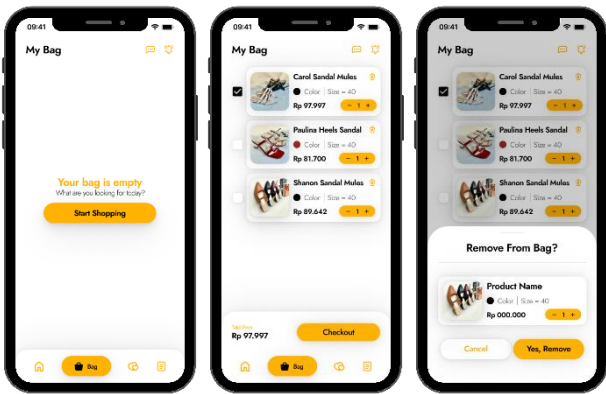 09:41
My Bag
Your bag is empty
What are you looking for today?
Start Shopping
Bag
09:41
My Bag
Carol Sandal Mules
Color | Size = 40
Rp 97.997
− 1 +
Paulina Heels Sandal
Color | Size = 40
Rp 81.700
− 1 +
Shanon Sandal Mules
Color | Size = 40
Rp 89.642
− 1 +
Rp 97.997
Checkout
Bag
09:41
My Bag
Carol Sandal Mules
Color | Size = 40
Rp 97.997
− 1 +
Paulina Heels Sandal
Color | Size = 40
Rp 81.700
− 1 +
Shanon Sandal Mules
Color | Size = 40
Rp 89.642
− 1 +
Remove From Bag?
Product Name
Color | Size = 40
Rp 000.000
− 1 +
Cancel
Yes, Remove